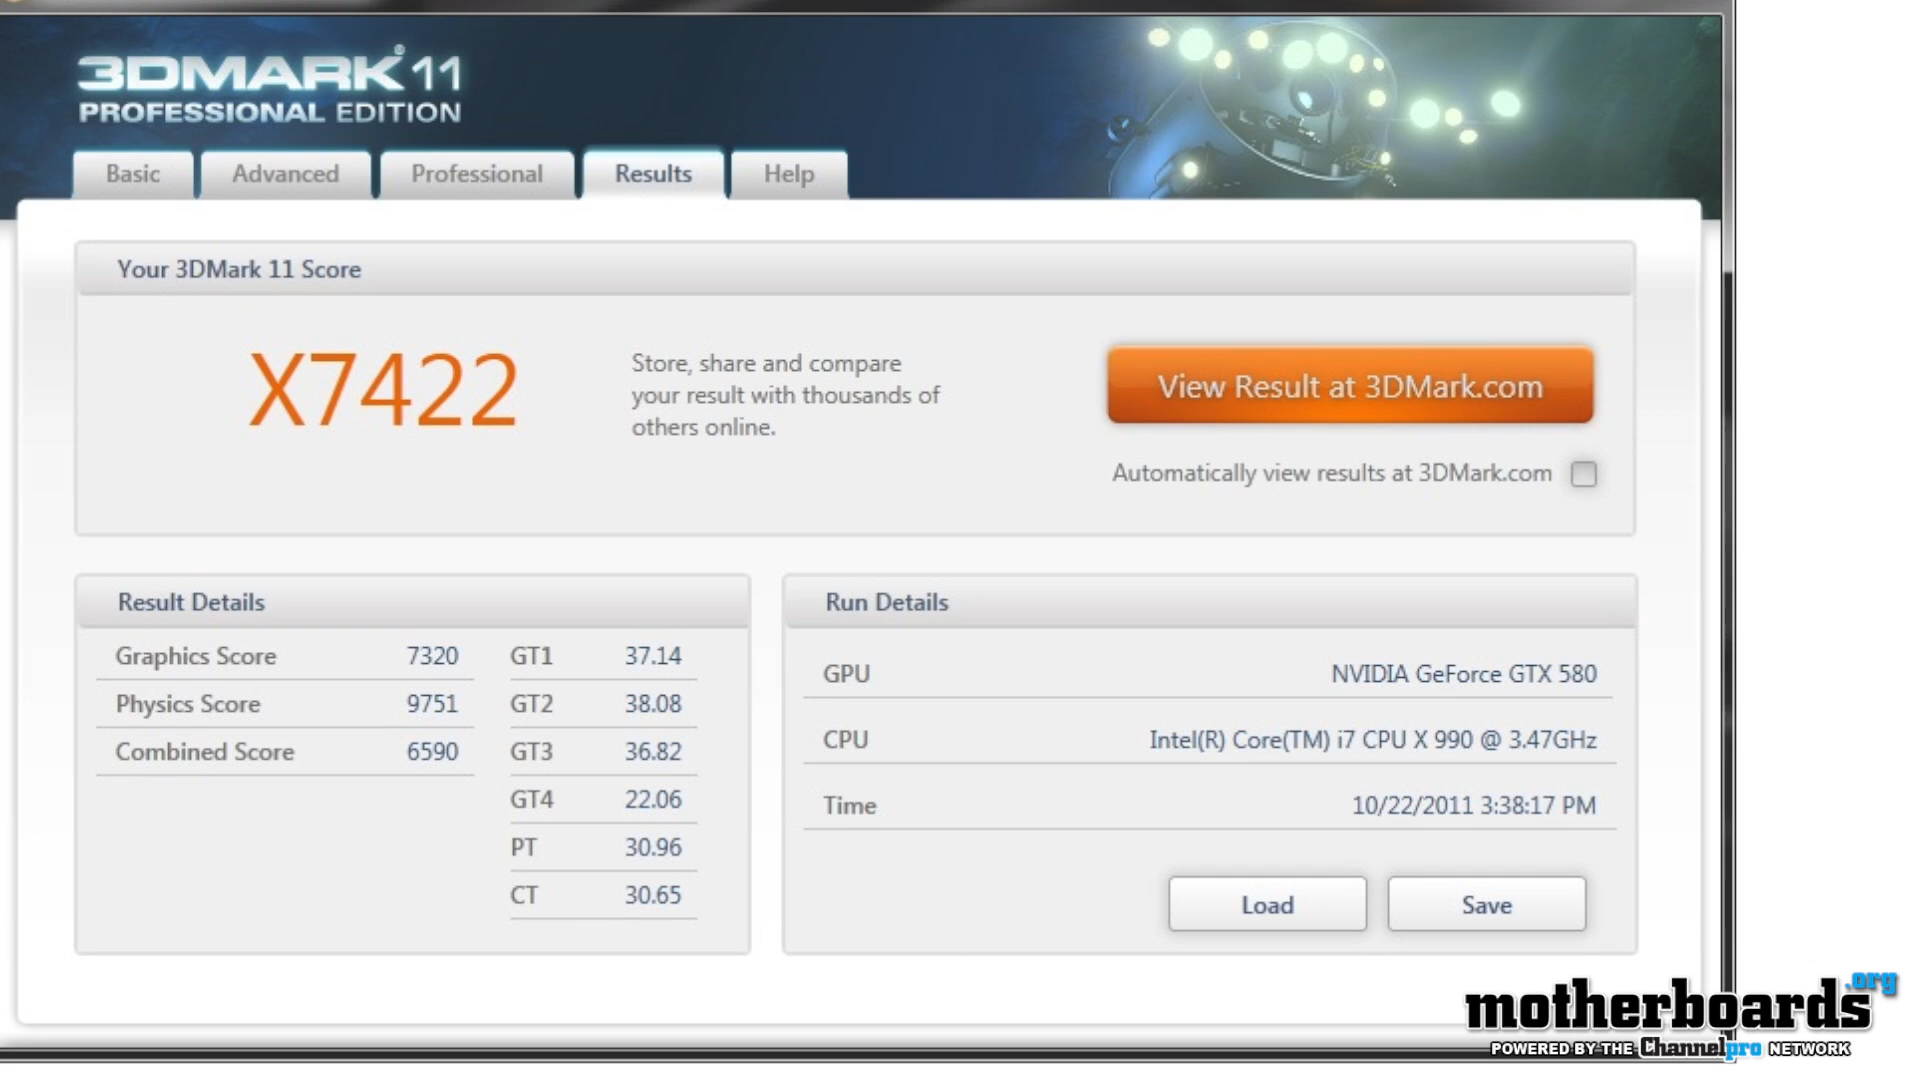 3DMARK® 11
PROFESSIONAL EDITION
Basic
Advanced
Professional
Results
Help
Your 3DMark 11 Score
X7422
Store, share and compare
your result with thousands of
others online.
View Result at 3DMark.com
Automatically view results at 3DMark.com
Result Details
Graphics Score 7320
Physics Score 9751
Combined Score 6590
GT1 37.14
GT2 38.08
GT3 36.82
GT4 22.06
PT 30.96
CT 30.65
Run Details
GPU NVIDIA GeForce GTX 580
CPU Intel(R) Core(TM) i7 CPU X 990 @ 3.47GHz
Time 10/22/2011 3:38:17 PM
Load
Save
motherboards.org
POWERED BY THE Channelpro NETWORK